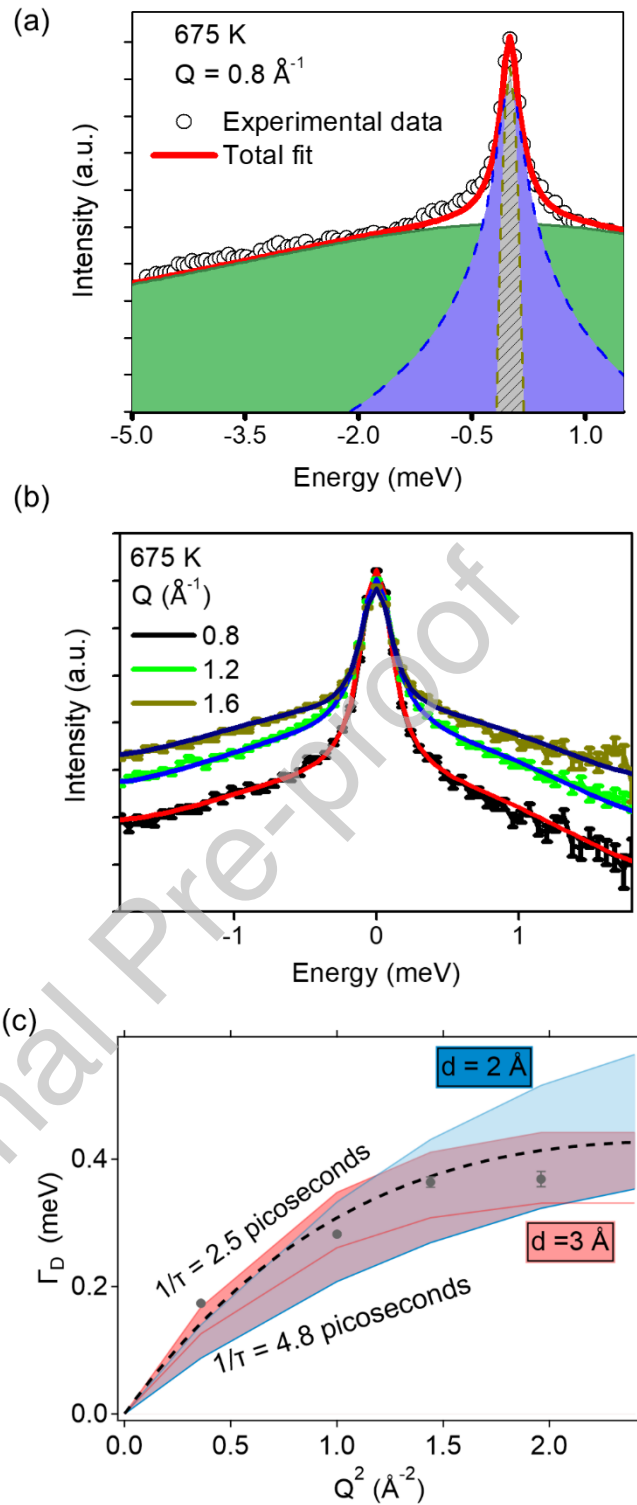 (a)
675 K
Q = 0.8 Å⁻¹
Experimental data
Total fit
Intensity (a.u.)
-5.0 -3.5 -2.0 -0.5 1.0
Energy (meV)
(b)
675 K
Q (Å⁻¹)
0.8
1.2
1.6
Intensity (a.u.)
-1 0 1
Energy (meV)
(c)
d = 2 Å
1/τ = 2.5 picoseconds
d =3 Å
1/τ = 4.8 picoseconds
Γ_D (meV)
0.4
0.2
0.0
0.0 0.5 1.0 1.5 2.0
Q² (Å⁻²)
nal Pre-proof